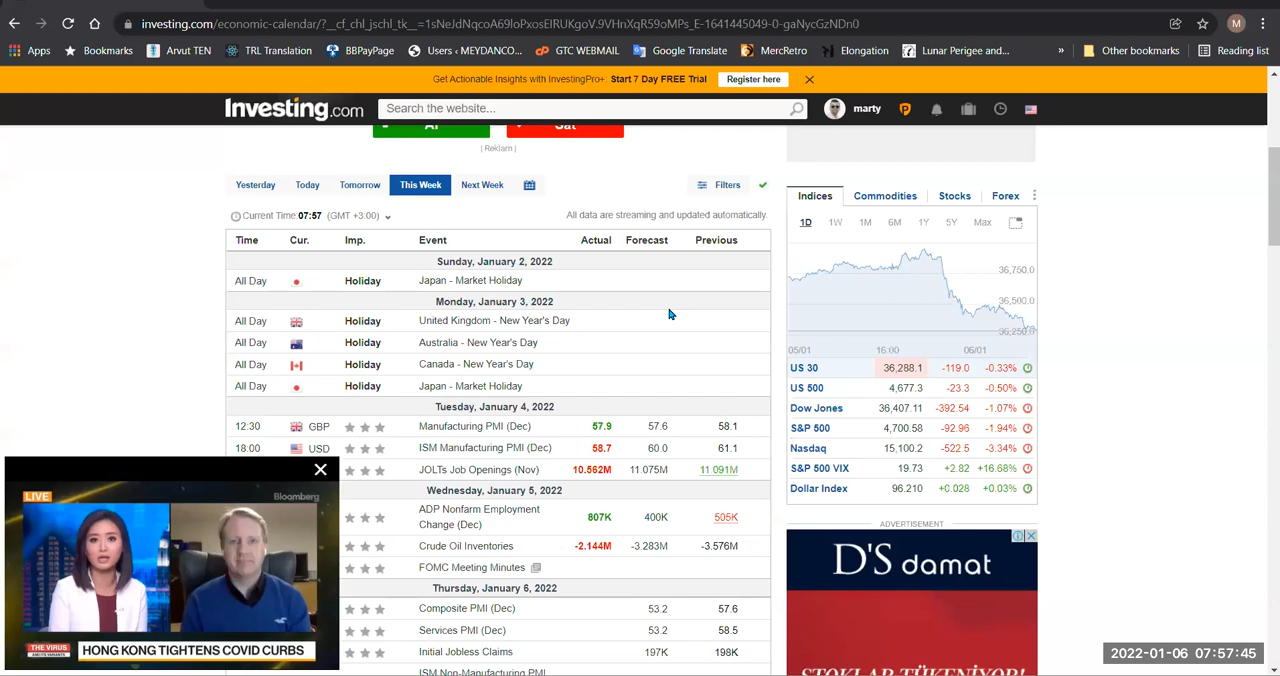 investing.com/economic-calendar/?__cf_chl_jschl_tk__=1sNeJdNqcoA69loPxosEIRUKgoV.9VHnXqR59oMPs_E-1641445049-0-gaNycGzNDn0
M
Apps Bookmarks Arvut TEN TRL Translation BBPayPage Users < MEYDANCO... GTC WEBMAIL Google Translate MercRetro Elongation Lunar Perigee and... » Other bookmarks Reading list
Get Actionable Insights with InvestingPro+: Start 7 Day FREE Trial Register here
Investing.com Search the website... marty
Sat
| Reklam |
Yesterday Today Tomorrow This Week Next Week Filters
Current Time: 07:57 (GMT +3:00) All data are streaming and updated automatically.
Time Cur. Imp. Event Actual Forecast Previous
Sunday, January 2, 2022
All Day Holiday Japan - Market Holiday
Monday, January 3, 2022
All Day Holiday United Kingdom - New Year's Day
All Day Holiday Australia - New Year's Day
All Day Holiday Canada - New Year's Day
All Day Holiday Japan - Market Holiday
Tuesday, January 4, 2022
12:30 GBP Manufacturing PMI (Dec) 57.9 57.6 58.1
18:00 USD ISM Manufacturing PMI (Dec) 58.7 60.0 61.1
JOLTs Job Openings (Nov) 10.562M 11.075M 11.091M
Wednesday, January 5, 2022
ADP Nonfarm Employment
Change (Dec) 807K 400K 505K
Crude Oil Inventories -2.144M -3.283M -3.576M
FOMC Meeting Minutes
Thursday, January 6, 2022
Composite PMI (Dec) 53.2 57.6
Services PMI (Dec) 53.2 58.5
Initial Jobless Claims 197K 198K
ISM Non-Manufacturing PMI
Indices Commodities Stocks Forex
1D 1W 1M 6M 1Y 5Y Max
36,750.0
36,500.0
36,250.0
05/01 16:00 06/01
US 30 36,288.1 -119.0 -0.33%
US 500 4,677.3 -23.3 -0.50%
Dow Jones 36,407.11 -392.54 -1.07%
S&P 500 4,700.58 -92.96 -1.94%
Nasdaq 15,100.2 -522.5 -3.34%
S&P 500 VIX 19.73 +2.82 +16.68%
Dollar Index 96.210 +0.028 +0.03%
ADVERTISEMENT
D'S damat
STOKLAR TÜKENİYOR!
LIVE
Bloomberg
THE VIRUS
HONG KONG TIGHTENS COVID CURBS
2022-01-06 07:57:45